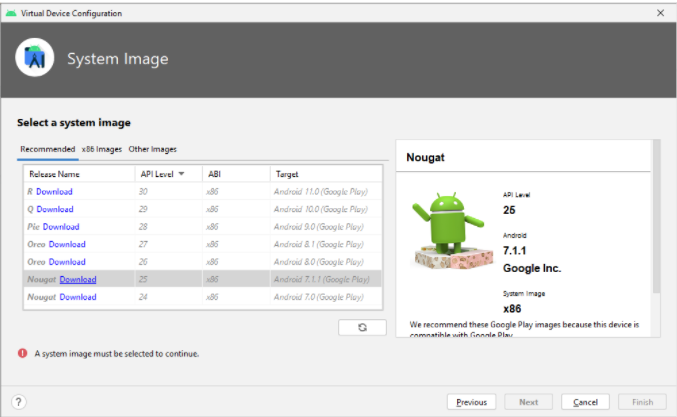 Virtual Device Configuration
System Image
Select a system image
Recommended x86 Images Other Images
Release Name API Level ABI Target
R Download 30 x86 Android 11.0 (Google Play)
Q Download 29 x86 Android 10.0 (Google Play)
Pie Download 28 x86 Android 9.0 (Google Play)
Oreo Download 27 x86 Android 8.1 (Google Play)
Oreo Download 26 x86 Android 8.0 (Google Play)
Nougat Download 25 x86 Android 7.1.1 (Google Play)
Nougat Download 24 x86 Android 7.0 (Google Play)
A system image must be selected to continue.
Nougat
API Level
25
Android
7.1.1
Google Inc.
System Image
x86
We recommend these Google Play images because this device is
compatible with Google Play
?
Previous Next Cancel Finish